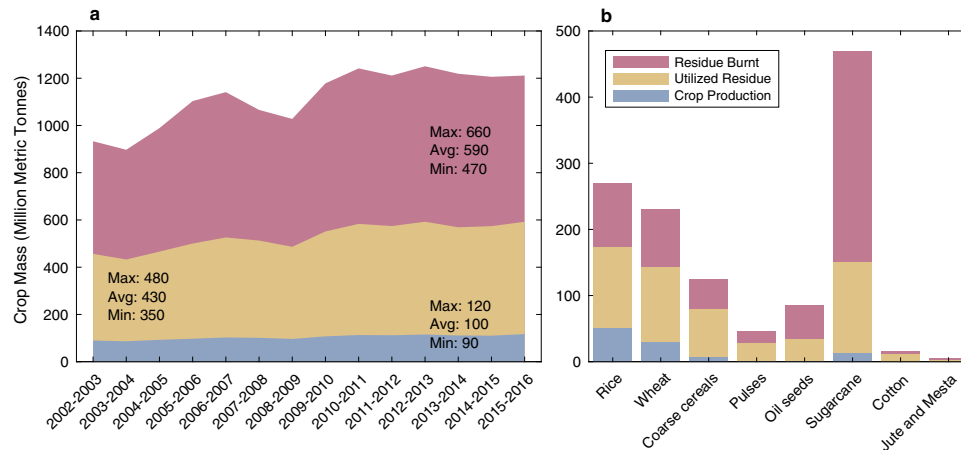 a
Crop Mass (Million Metric Tonnes)
1400
1200
1000
800
600
400
200
0
Max: 660
Avg: 590
Min: 470
Max: 480
Avg: 430
Min: 350
Max: 120
Avg: 100
Min: 90
2002-2003
2003-2004
2004-2005
2005-2006
2006-2007
2007-2008
2008-2009
2009-2010
2010-2011
2011-2012
2012-2013
2013-2014
2014-2015
2015-2016
b
500
400
300
200
100
0
Residue Burnt
Utilized Residue
Crop Production
Rice
Wheat
Coarse cereals
Pulses
Oil seeds
Sugarcane
Cotton
Jute and Mesta